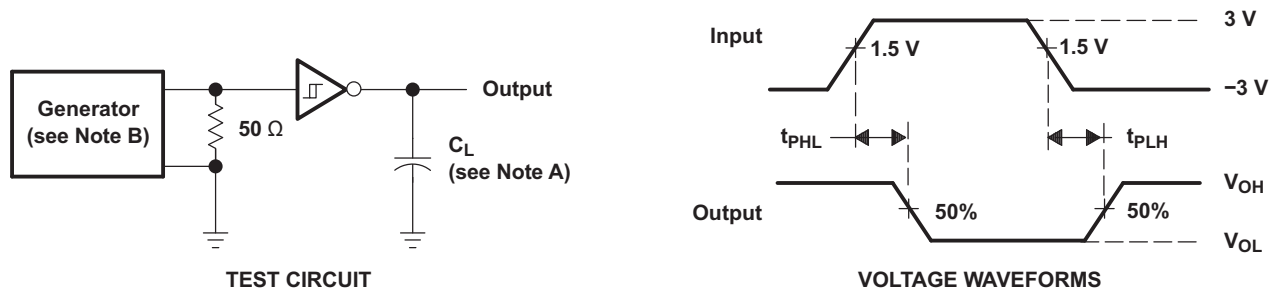 Generator
(see Note B)
50 Ω
C_L
(see Note A)
Output
TEST CIRCUIT
Input
1.5 V
1.5 V
3 V
−3 V
t_PHL
t_PLH
Output
50%
50%
V_OH
V_OL
VOLTAGE WAVEFORMS